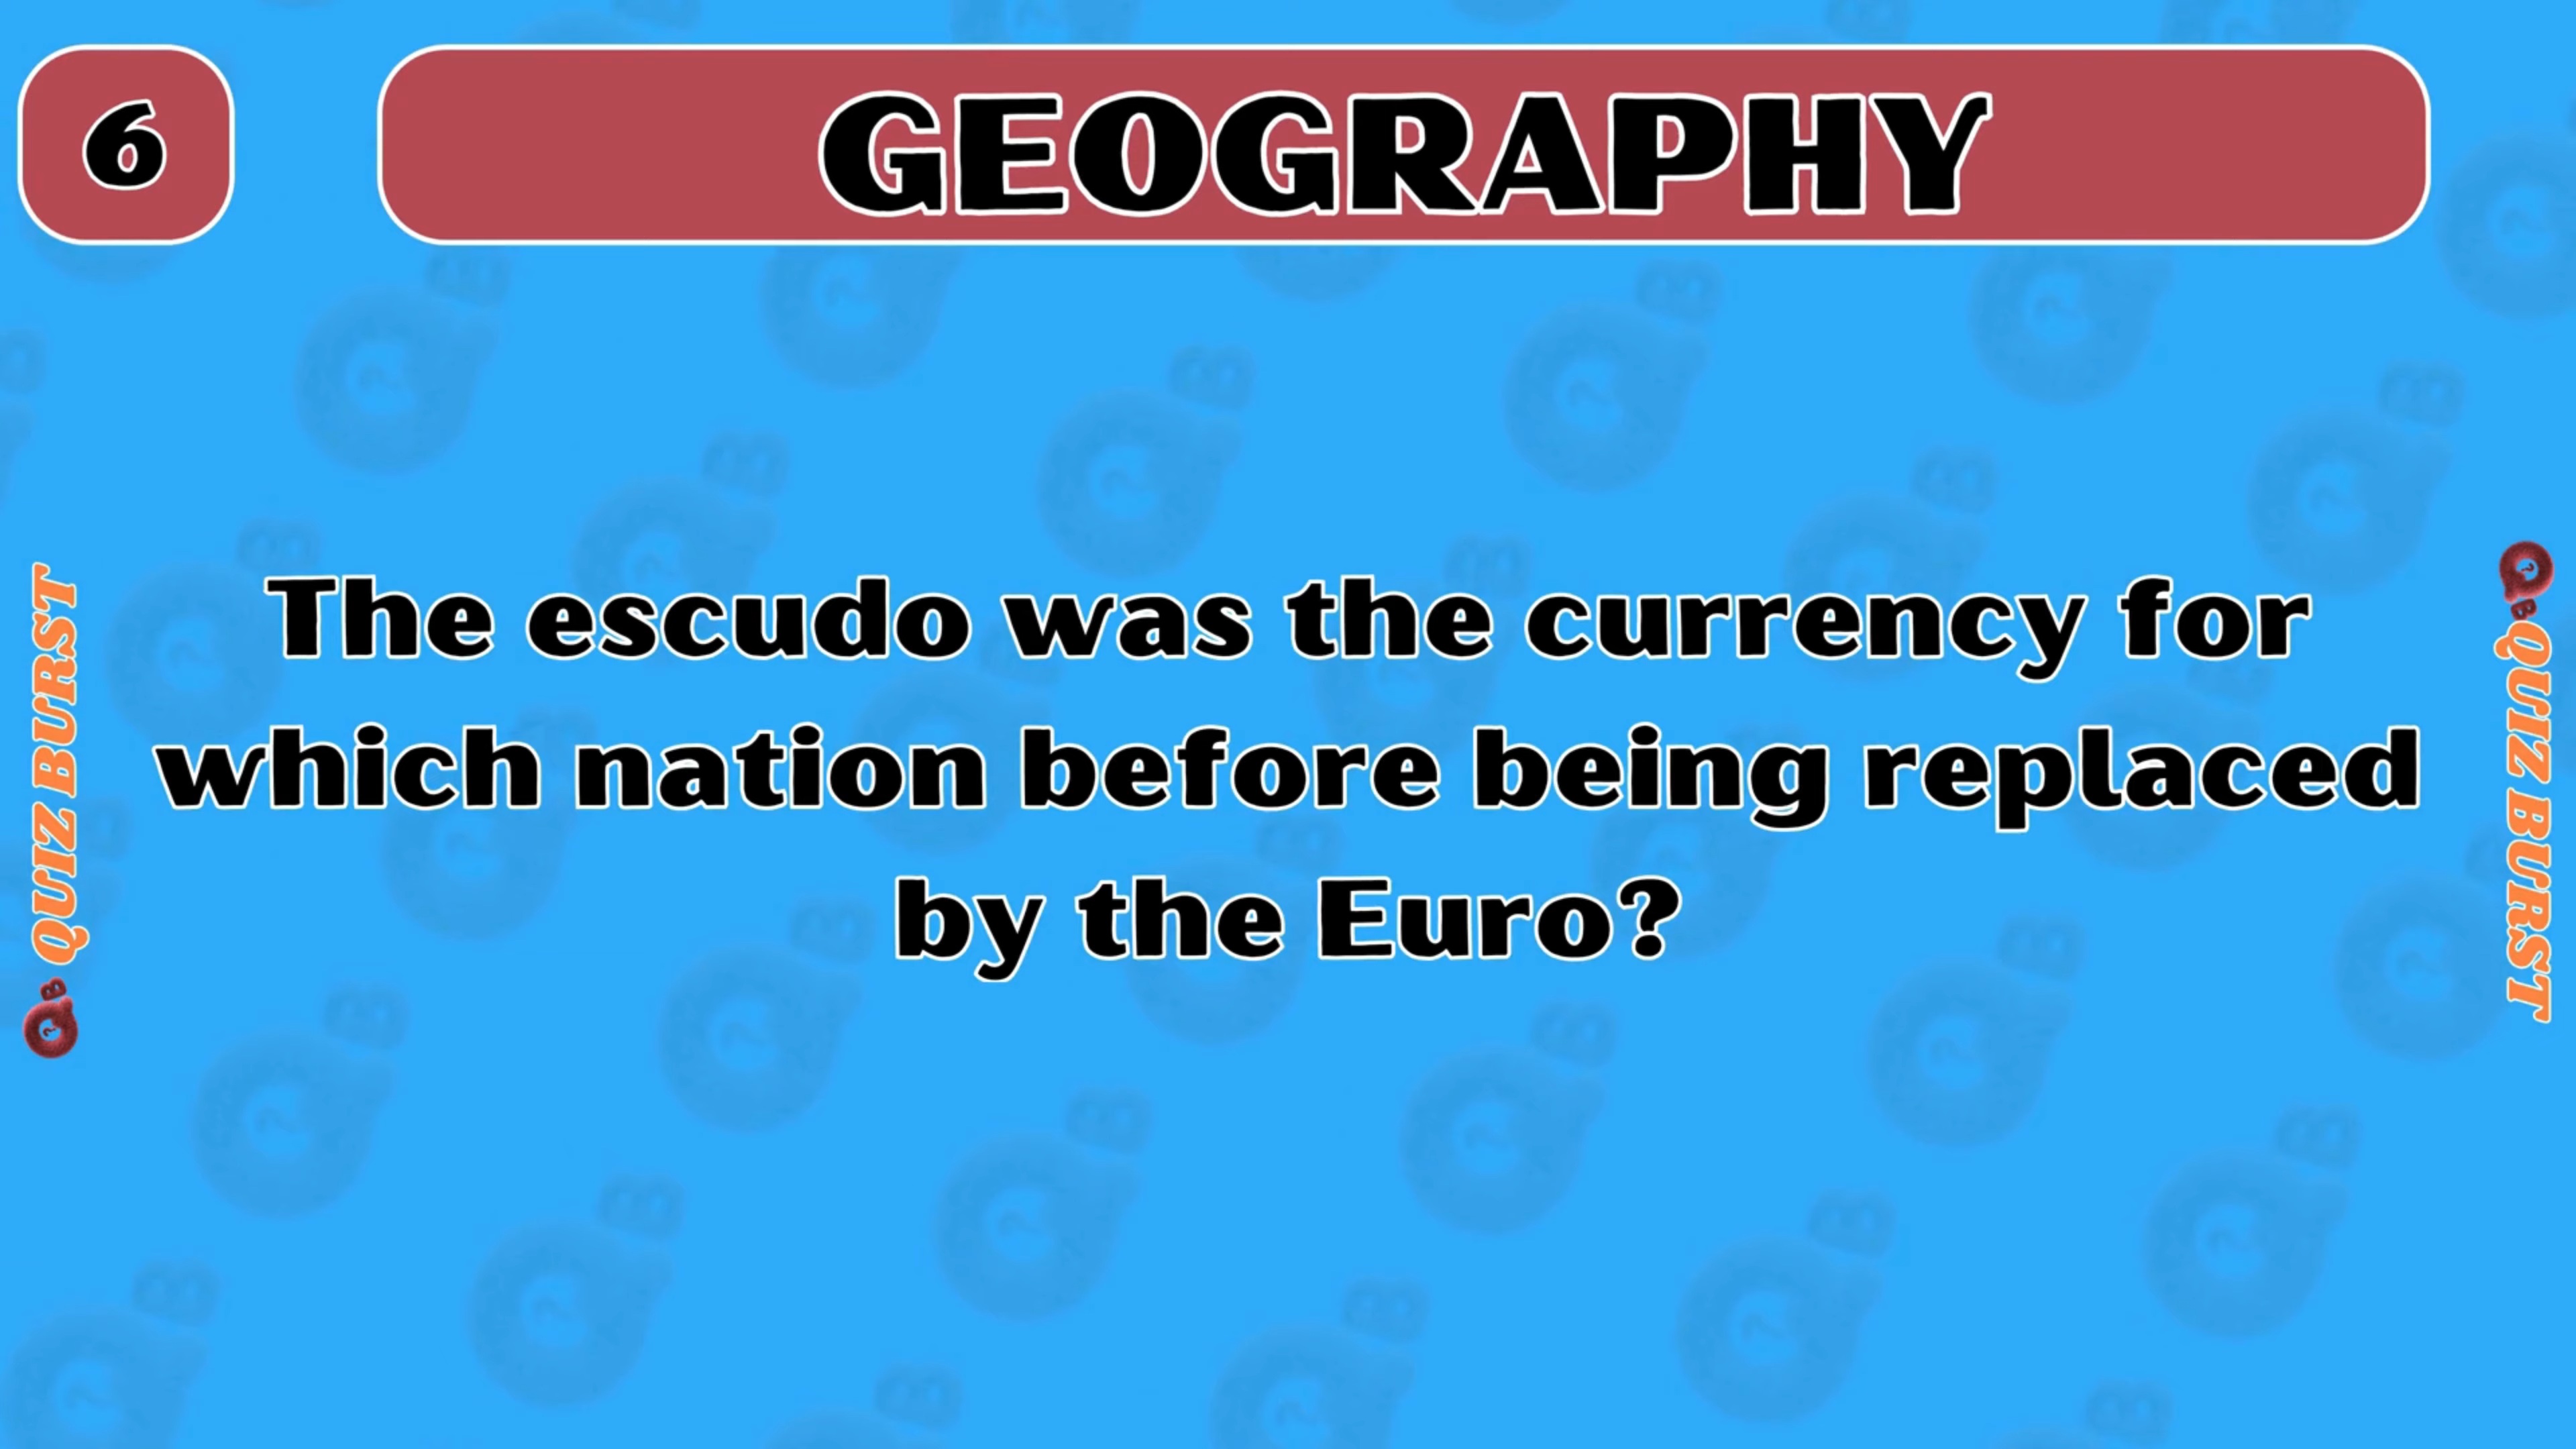 6
GEOGRAPHY
The escudo was the currency for
which nation before being replaced
by the Euro?
QUIZ BURST
QUIZ BURST